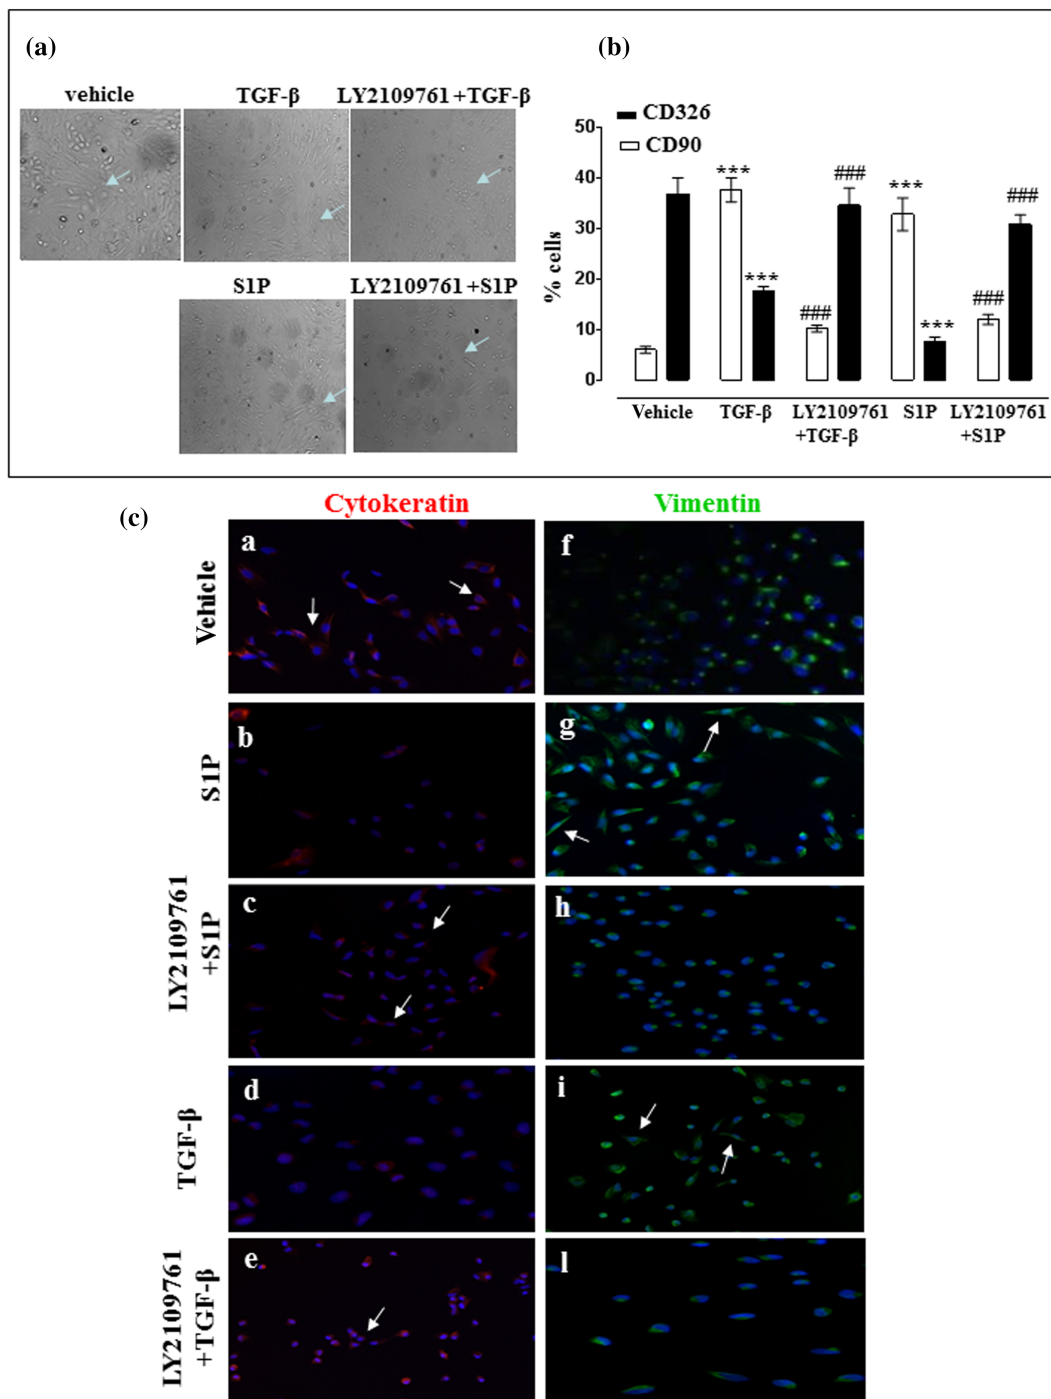 (a)
vehicle
TGF-β
LY2109761+TGF-β
S1P
LY2109761+S1P
(b)
CD326
CD90
% cells
50
40
30
20
10
0
***
***
###
###
***
***
###
###
Vehicle
TGF-β
LY2109761
+TGF-β
S1P
LY2109761
+S1P
(c)
Cytokeratin
Vimentin
Vehicle
a
f
S1P
b
g
LY2109761
+S1P
c
h
TGF-β
d
i
LY2109761
+TGF-β
e
l